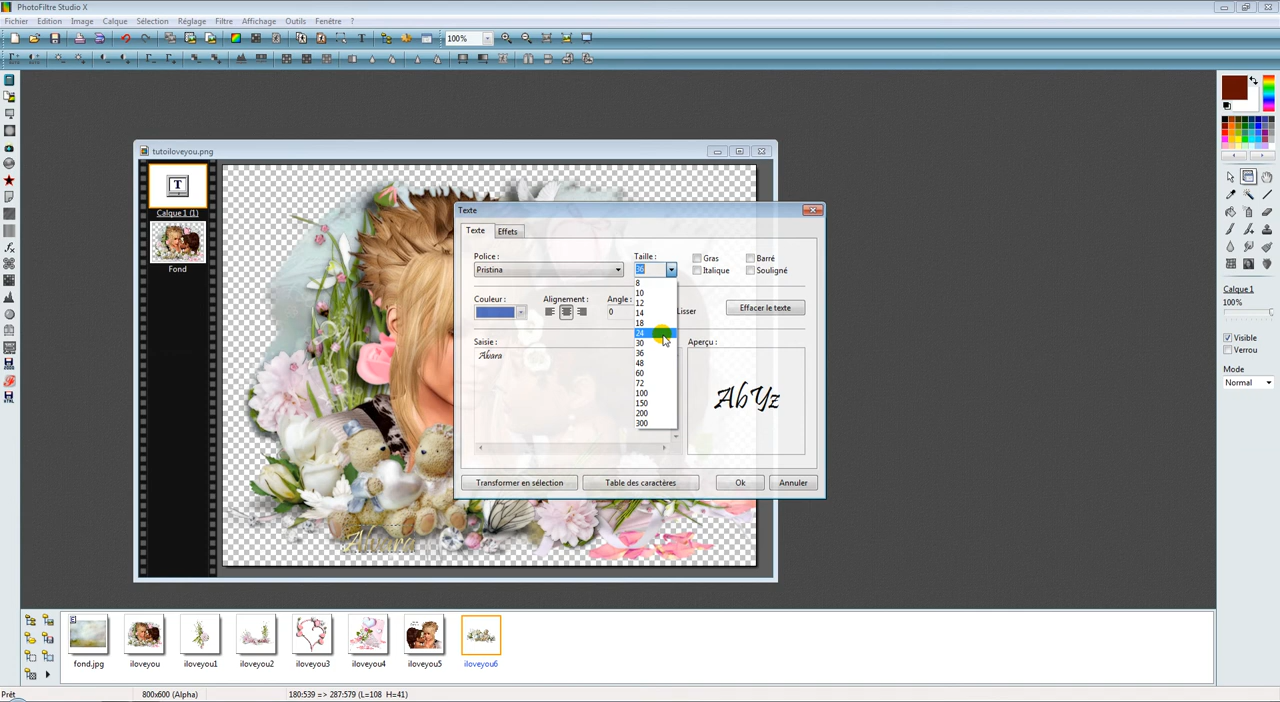 PhotoFiltre Studio X
Fichier Edition Image Calque Sélection Réglage Filtre Affichage Outils Fenêtre ?
100%
tutoiloveyou.png
T
Calque 1 (1)
Fond
Texte
Texte Effets
Police :
Pristina
Taille :
36
Gras
Barré
Italique
Souligné
8
10
12
14
18
24
30
36
48
60
72
100
150
200
300
Couleur :
Alignement :
Angle :
0
Lisser
Effacer le texte
Saisie :
Aperçu :
AbYz
Transformer en sélection
Table des caractères
Ok
Annuler
Calque 1
100%
Visible
Verrou
Mode
Normal
fond.jpg iloveyou iloveyou1 iloveyou2 iloveyou3 iloveyou4 iloveyou5 iloveyou6
Prêt 800x600 (Alpha) 180:539 => 287:579 (L=108 H=41)